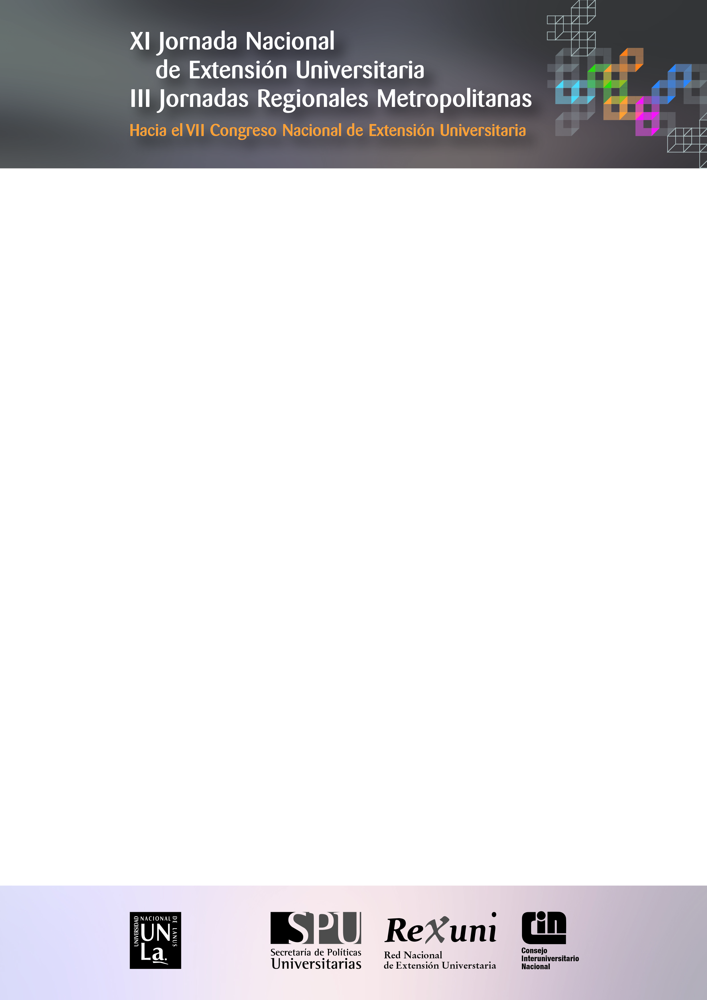 XI Jornada Nacional
de Extensión Universitaria
III Jornadas Regionales Metropolitanas
Hacia el VII Congreso Nacional de Extensión Universitaria
UNIVERSIDAD NACIONAL DE LANUS
UN
La.
SPU
Secretaría de Políticas
Universitarias
Rexuni
Red Nacional
de Extensión Universtaria
cin
Consejo
Interuniversitario
Nacional